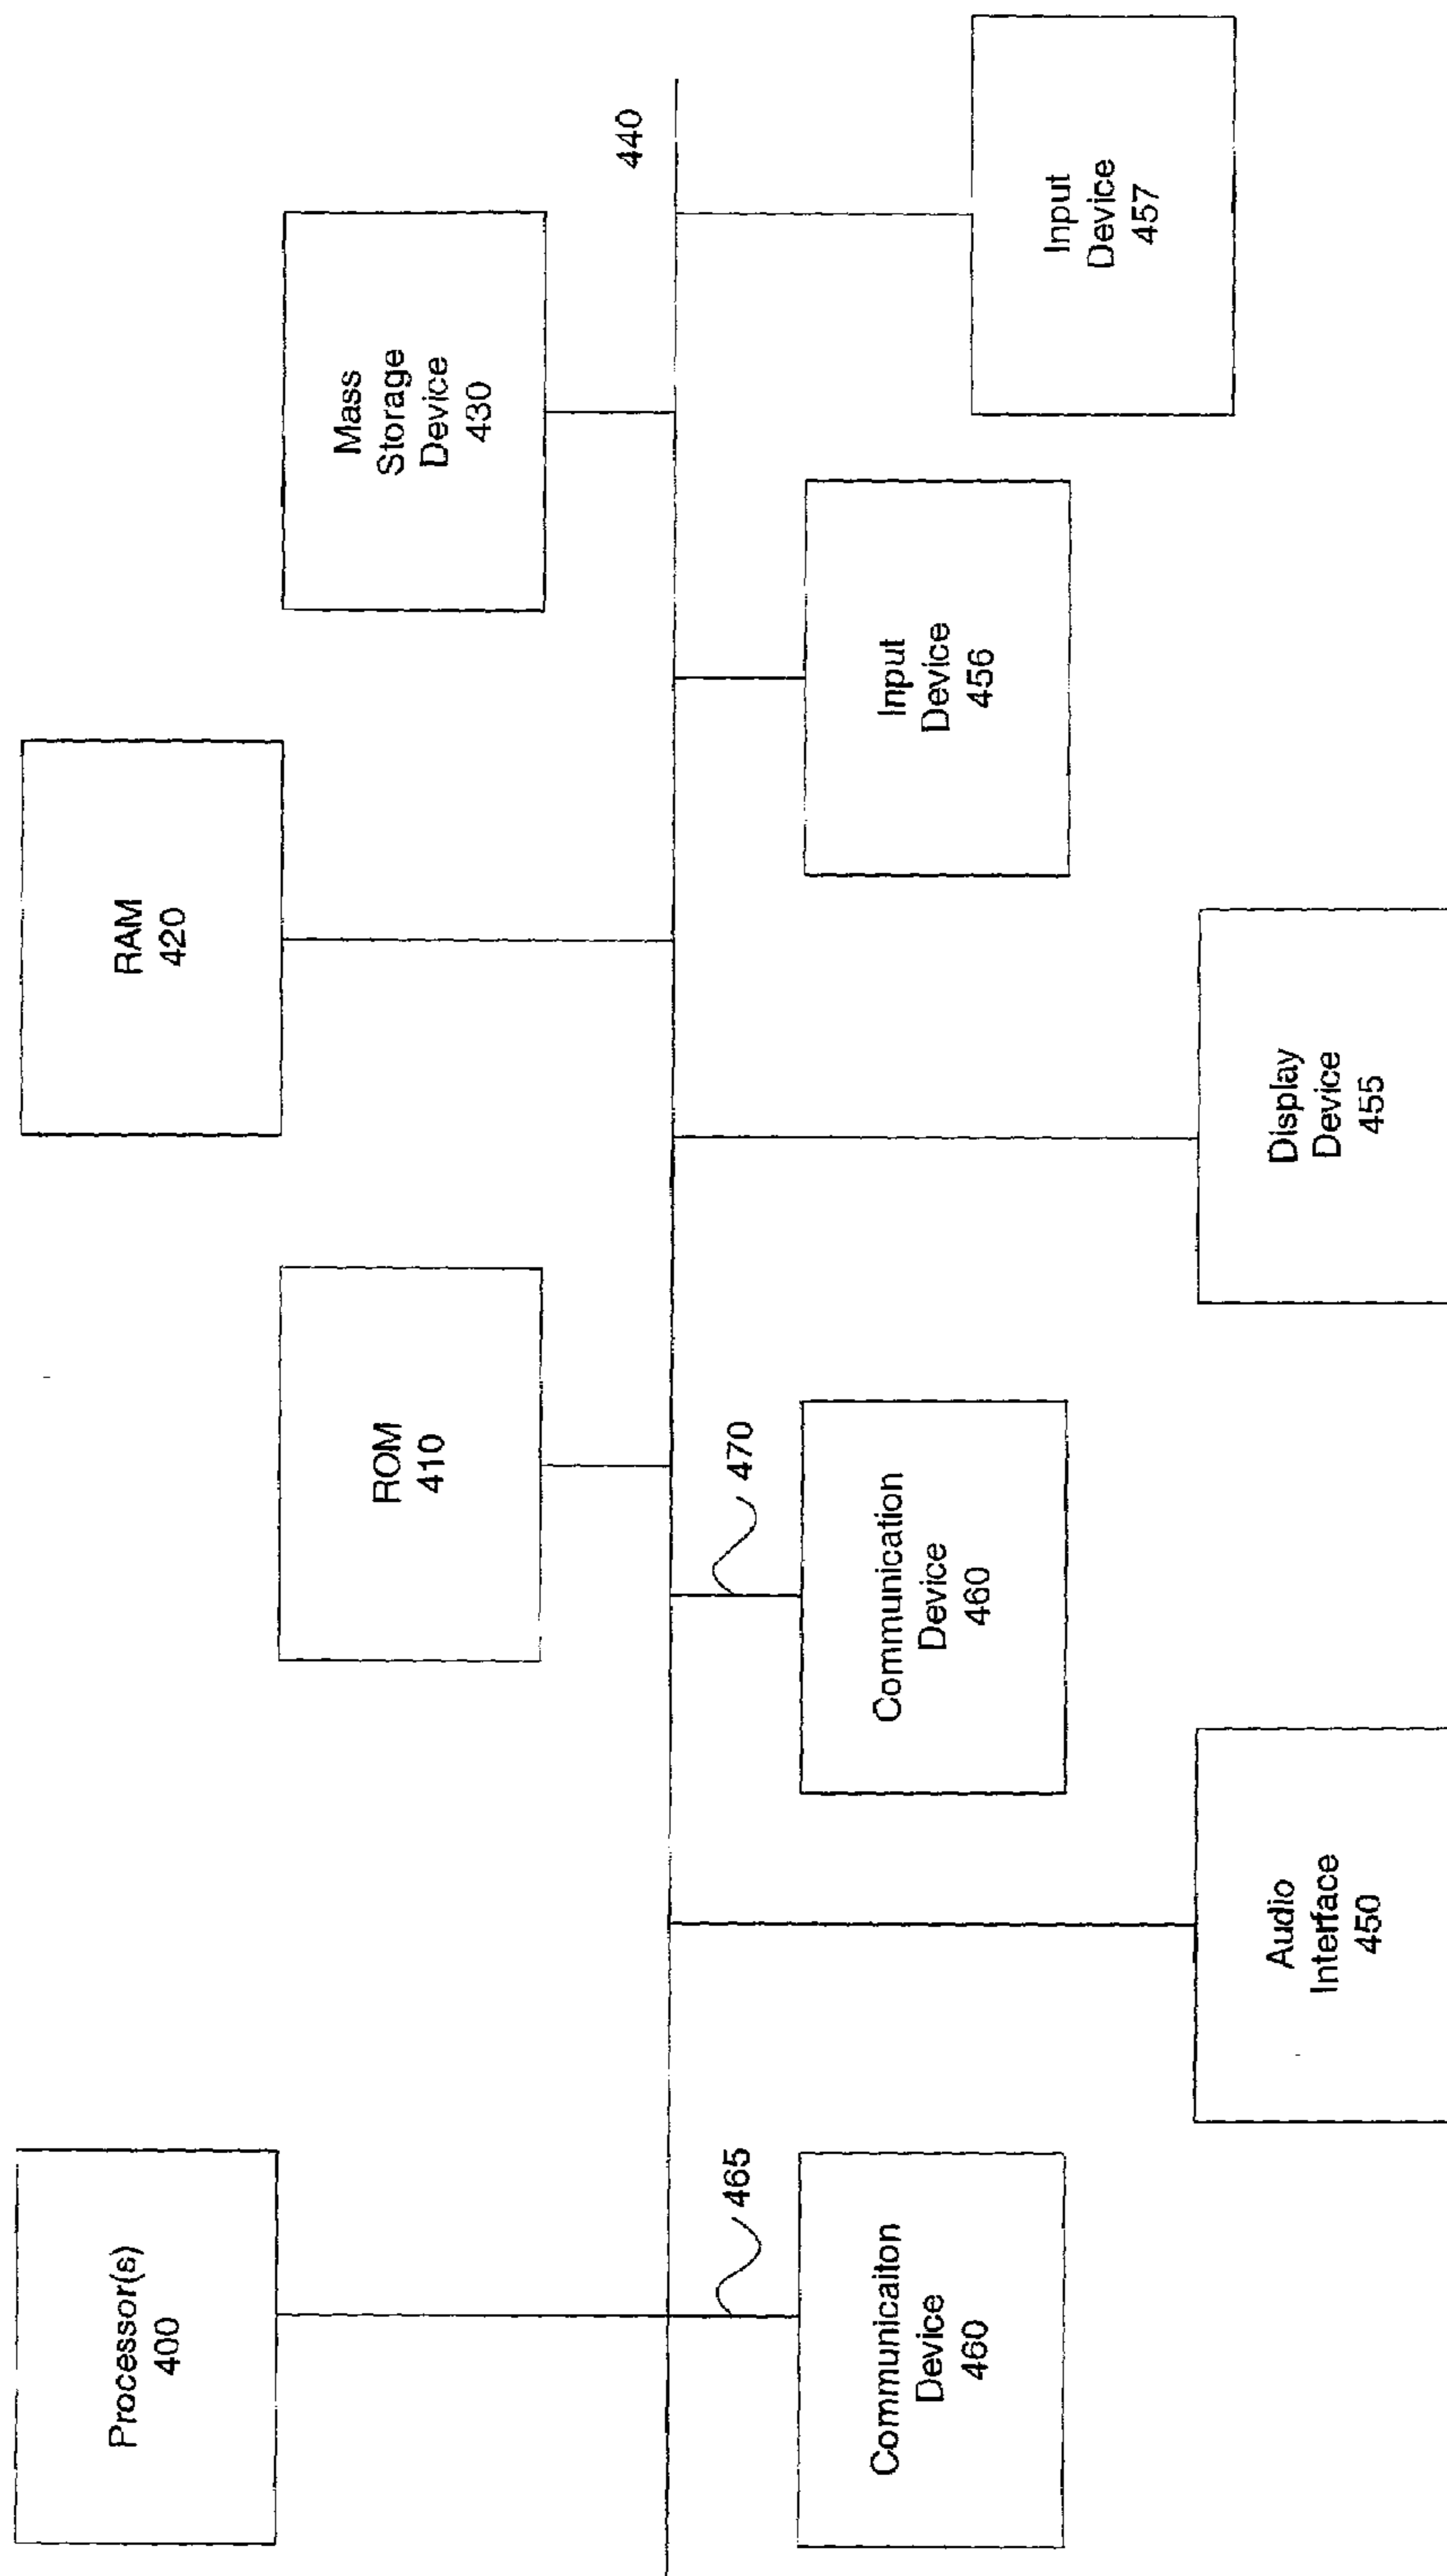 Processor(s)
400
ROM
410
RAM
420
Mass
Storage
Device
430
440
465
470
Communicaiton
Device
460
Audio
Interface
450
Communication
Device
460
Display
Device
455
Input
Device
456
Input
Device
457